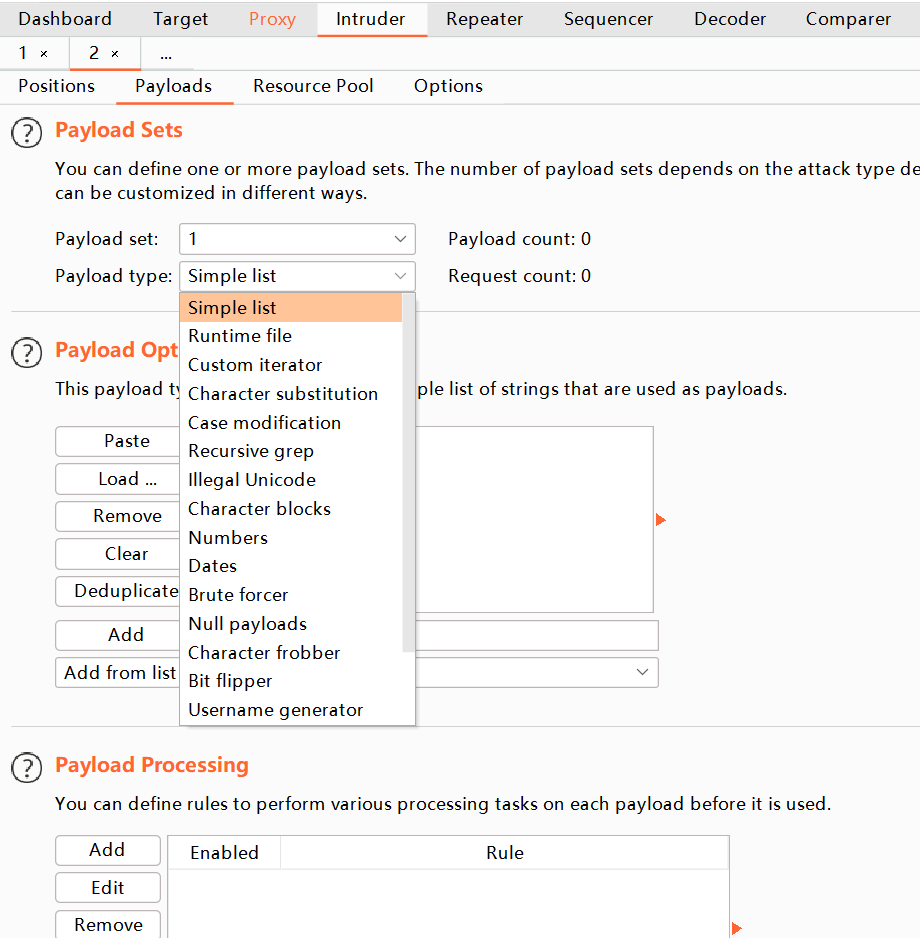 Dashboard Target Proxy Intruder Repeater Sequencer Decoder Comparer
1 × 2 × ...
Positions Payloads Resource Pool Options
? Payload Sets
You can define one or more payload sets. The number of payload sets depends on the attack type de
can be customized in different ways.
Payload set: 1 Payload count: 0
Payload type: Simple list Request count: 0
Simple list
Runtime file
Custom iterator
Character substitution
Case modification
Recursive grep
Illegal Unicode
Character blocks
Numbers
Dates
Brute forcer
Null payloads
Character frobber
Bit flipper
Username generator
? Payload Opt
This payload ty ple list of strings that are used as payloads.
Paste
Load ...
Remove
Clear
Deduplicate
Add
Add from list
? Payload Processing
You can define rules to perform various processing tasks on each payload before it is used.
Add Enabled Rule
Edit
Remove